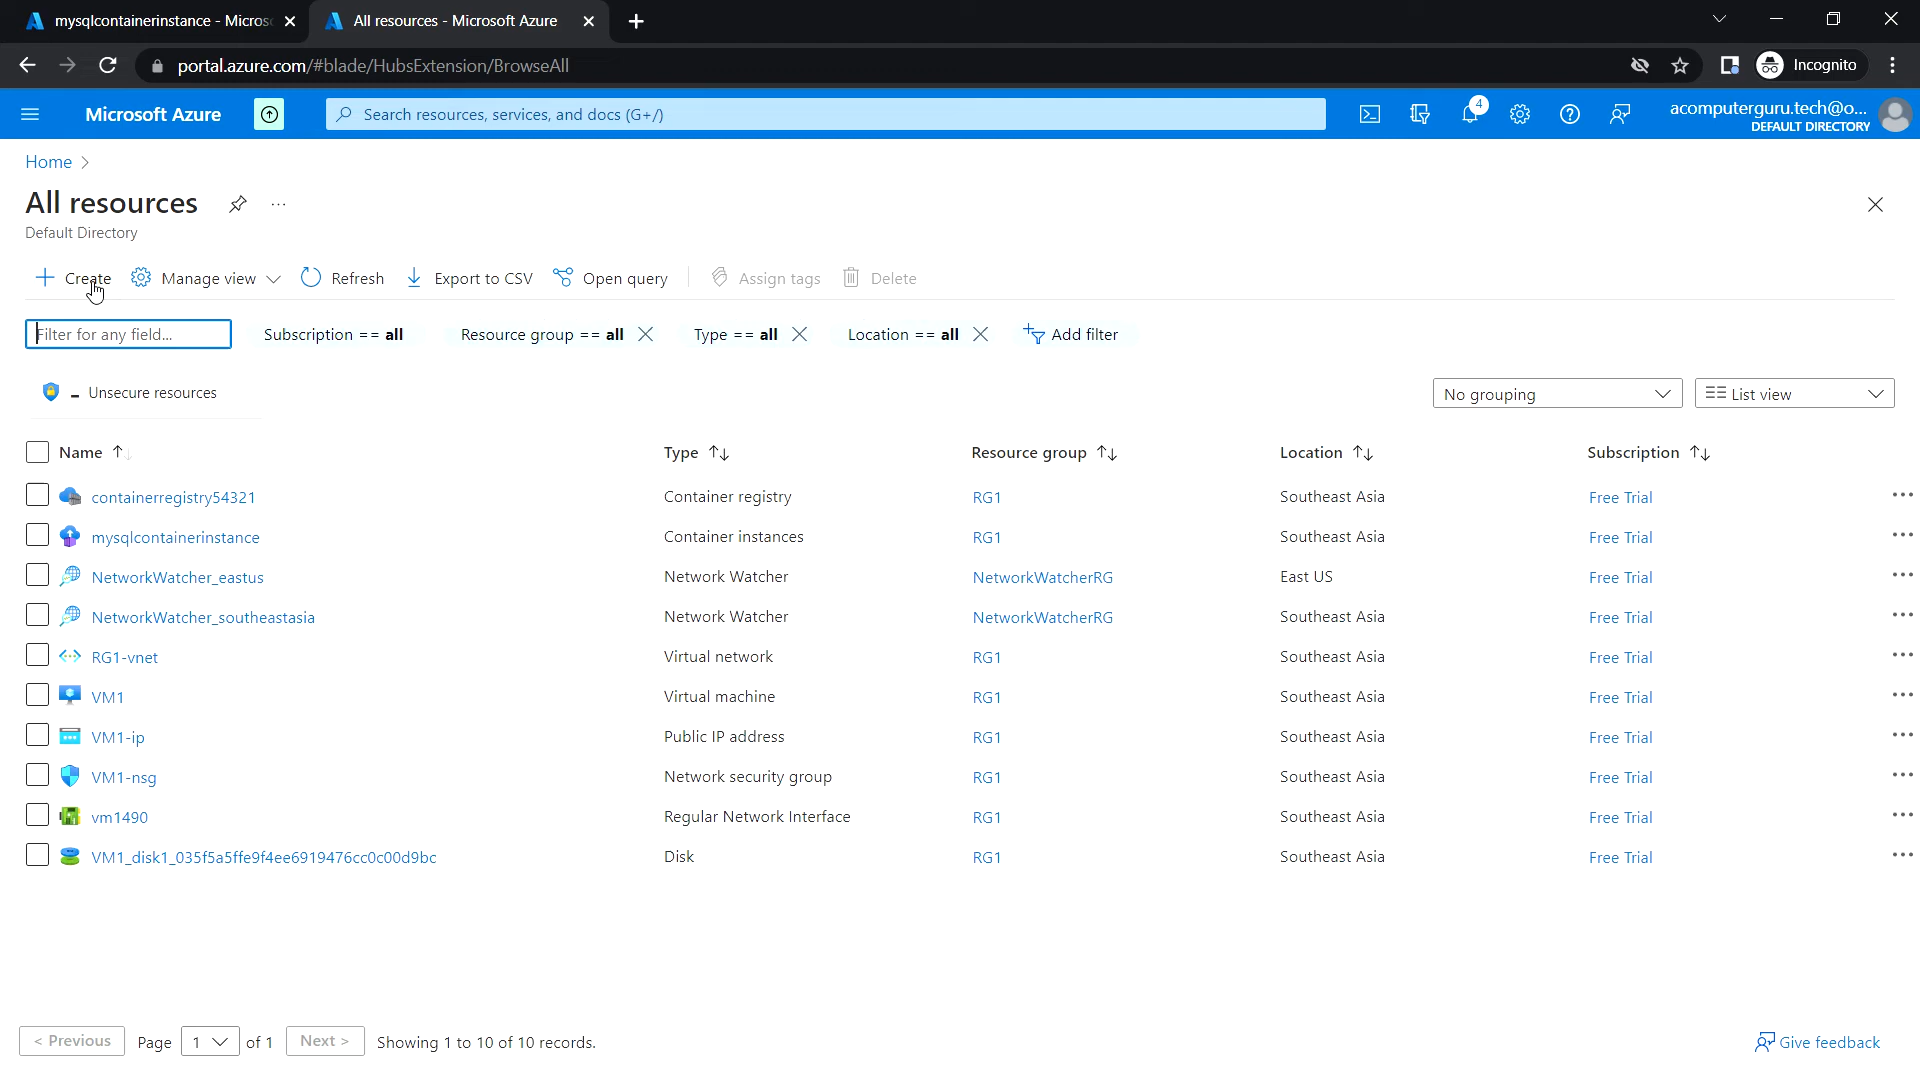 mysqlcontainerinstance - Micros
All resources - Microsoft Azure
portal.azure.com/#blade/HubsExtension/BrowseAll
Incognito
Microsoft Azure
Search resources, services, and docs (G+/)
4
acomputerguru.tech@o...
DEFAULT DIRECTORY
Home >
All resources
Default Directory
Create
Manage view
Refresh
Export to CSV
Open query
Assign tags
Delete
Filter for any field...
Subscription == all
Resource group == all
Type == all
Location == all
Add filter
Unsecure resources
No grouping
List view
Name Type Resource group Location Subscription
containerregistry54321 Container registry RG1 Southeast Asia Free Trial
mysqlcontainerinstance Container instances RG1 Southeast Asia Free Trial
NetworkWatcher_eastus Network Watcher NetworkWatcherRG East US Free Trial
NetworkWatcher_southeastasia Network Watcher NetworkWatcherRG Southeast Asia Free Trial
RG1-vnet Virtual network RG1 Southeast Asia Free Trial
VM1 Virtual machine RG1 Southeast Asia Free Trial
VM1-ip Public IP address RG1 Southeast Asia Free Trial
VM1-nsg Network security group RG1 Southeast Asia Free Trial
vm1490 Regular Network Interface RG1 Southeast Asia Free Trial
VM1_disk1_035f5a5ffe9f4ee6919476cc0c00d9bc Disk RG1 Southeast Asia Free Trial
< Previous Page 1 of 1 Next > Showing 1 to 10 of 10 records.
Give feedback